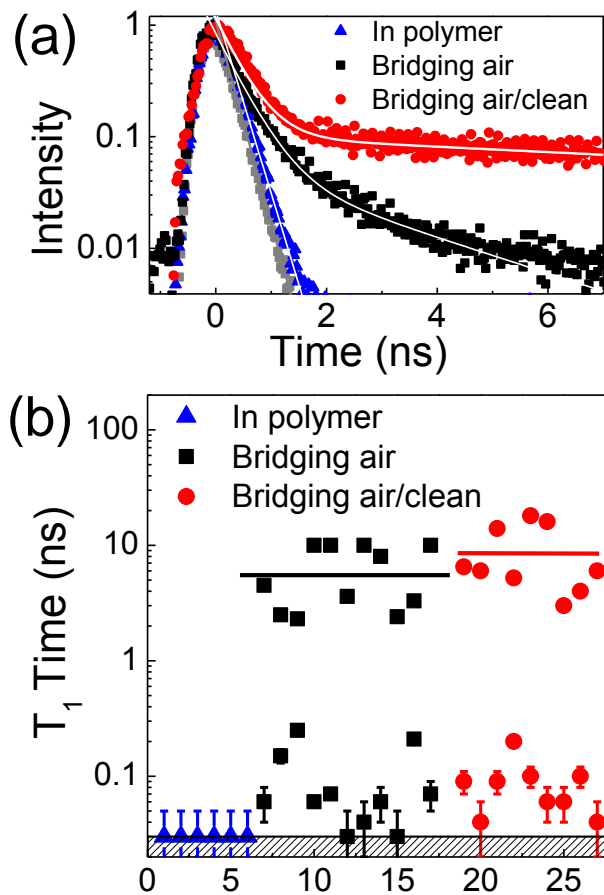 (a)
In polymer
Bridging air
Bridging air/clean
Intensity
1
0.1
0.01
0 2 4 6
Time (ns)
(b)
In polymer
Bridging air
Bridging air/clean
T1 Time (ns)
100
10
1
0.1
0 5 10 15 20 25